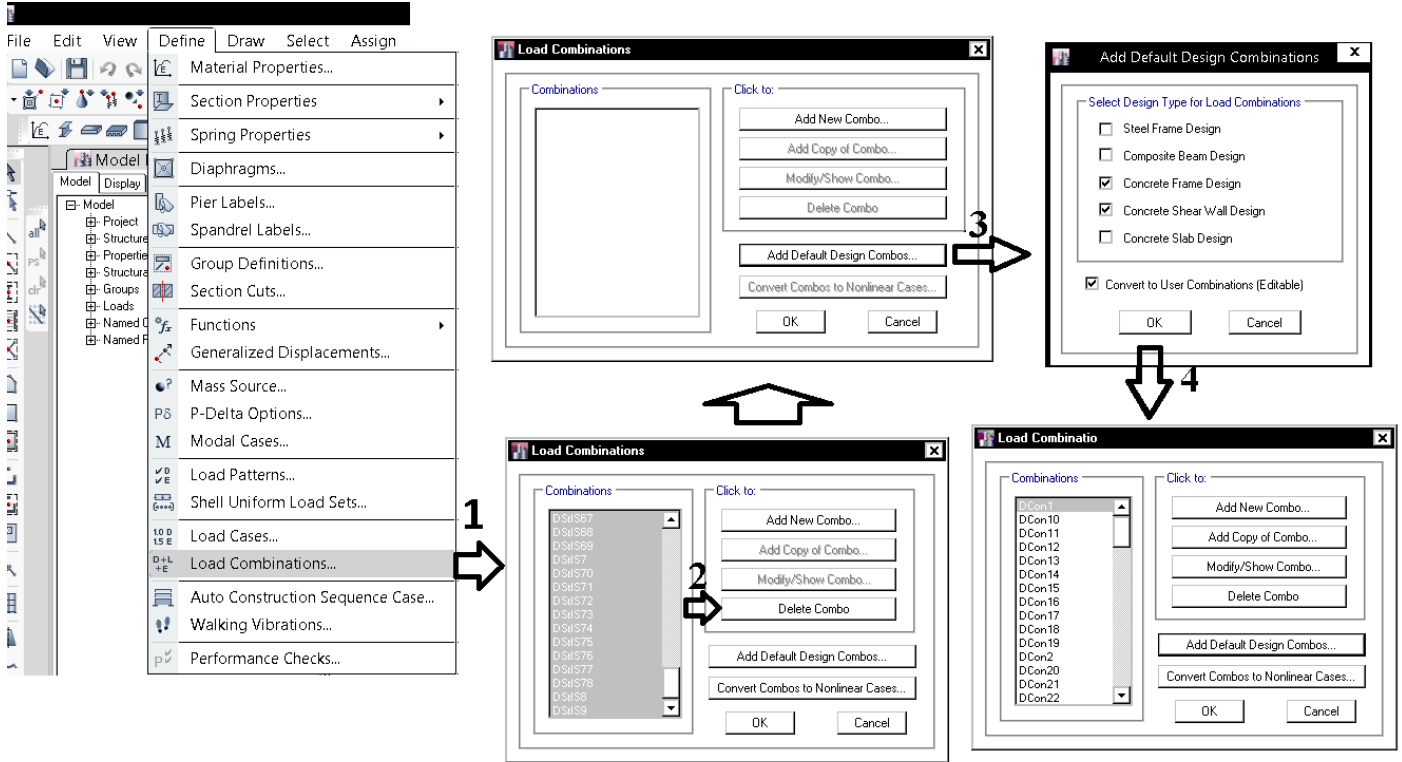 File Edit View Define Draw Select Assign
Material Properties...
Section Properties
Spring Properties
Diaphragms...
Pier Labels...
Spandrel Labels...
Group Definitions...
Section Cuts...
Functions
Generalized Displacements...
Mass Source...
Pδ P-Delta Options...
M Modal Cases...
Load Patterns...
Shell Uniform Load Sets...
Load Cases...
Load Combinations...
Auto Construction Sequence Case...
Walking Vibrations...
Performance Checks...
Model
Model Display
Model
Project
Structure
Propertie
Structura
Groups
Loads
Named
Named
all
ps
clr
1
Load Combinations
Combinations
DStlS67
DStlS68
DStlS69
DStlS7
DStlS70
DStlS71
DStlS72
DStlS73
DStlS74
DStlS75
DStlS76
DStlS77
DStlS78
DStlS8
DStlS9
2
Click to:
Add New Combo...
Add Copy of Combo...
Modify/Show Combo...
Delete Combo
Add Default Design Combos...
Convert Combos to Nonlinear Cases...
OK Cancel
Load Combinations
Combinations
Click to:
Add New Combo...
Add Copy of Combo...
Modify/Show Combo...
Delete Combo
Add Default Design Combos...
Convert Combos to Nonlinear Cases...
OK Cancel
3
Add Default Design Combinations
Select Design Type for Load Combinations
Steel Frame Design
Composite Beam Design
Concrete Frame Design
Concrete Shear Wall Design
Concrete Slab Design
Convert to User Combinations (Editable)
OK Cancel
4
Load Combinatio
Combinations
DCon1
DCon10
DCon11
DCon12
DCon13
DCon14
DCon15
DCon16
DCon17
DCon18
DCon19
DCon2
DCon20
DCon21
DCon22
Click to:
Add New Combo...
Add Copy of Combo...
Modify/Show Combo...
Delete Combo
Add Default Design Combos...
Convert Combos to Nonlinear Cases...
OK Cancel